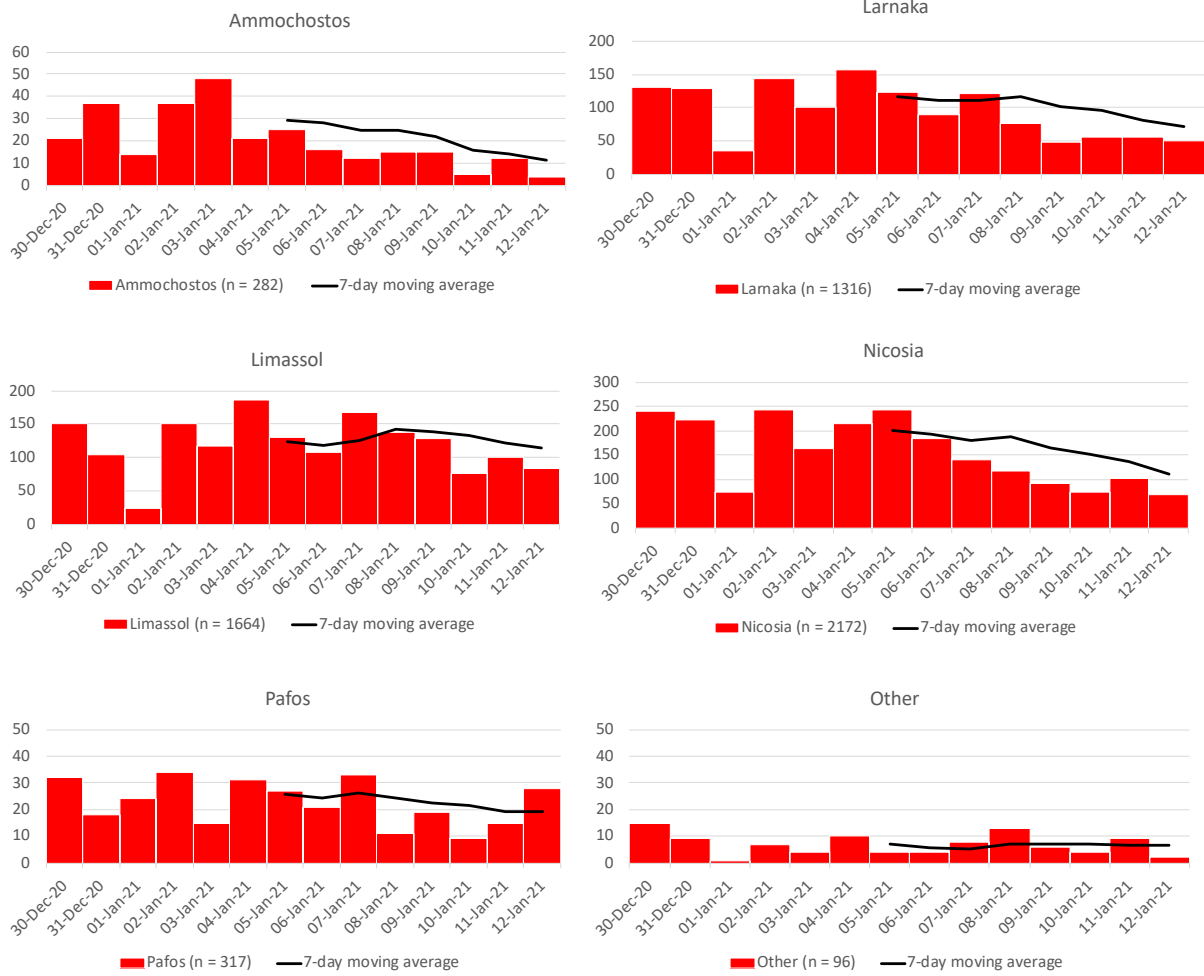 Ammochostos
60
50
40
30
20
10
0
30-Dec-20
31-Dec-20
01-Jan-21
02-Jan-21
03-Jan-21
04-Jan-21
05-Jan-21
06-Jan-21
07-Jan-21
08-Jan-21
09-Jan-21
10-Jan-21
11-Jan-21
12-Jan-21
Ammochostos (n = 282) 7-day moving average
Larnaka
200
150
100
50
0
30-Dec-20
31-Dec-20
01-Jan-21
02-Jan-21
03-Jan-21
04-Jan-21
05-Jan-21
06-Jan-21
07-Jan-21
08-Jan-21
09-Jan-21
10-Jan-21
11-Jan-21
12-Jan-21
Larnaka (n = 1316) 7-day moving average
Limassol
200
150
100
50
0
30-Dec-20
31-Dec-20
01-Jan-21
02-Jan-21
03-Jan-21
04-Jan-21
05-Jan-21
06-Jan-21
07-Jan-21
08-Jan-21
09-Jan-21
10-Jan-21
11-Jan-21
12-Jan-21
Limassol (n = 1664) 7-day moving average
Nicosia
300
250
200
150
100
50
0
30-Dec-20
31-Dec-20
01-Jan-21
02-Jan-21
03-Jan-21
04-Jan-21
05-Jan-21
06-Jan-21
07-Jan-21
08-Jan-21
09-Jan-21
10-Jan-21
11-Jan-21
12-Jan-21
Nicosia (n = 2172) 7-day moving average
Pafos
50
40
30
20
10
0
30-Dec-20
31-Dec-20
01-Jan-21
02-Jan-21
03-Jan-21
04-Jan-21
05-Jan-21
06-Jan-21
07-Jan-21
08-Jan-21
09-Jan-21
10-Jan-21
11-Jan-21
12-Jan-21
Pafos (n = 317) 7-day moving average
Other
50
40
30
20
10
0
30-Dec-20
31-Dec-20
01-Jan-21
02-Jan-21
03-Jan-21
04-Jan-21
05-Jan-21
06-Jan-21
07-Jan-21
08-Jan-21
09-Jan-21
10-Jan-21
11-Jan-21
12-Jan-21
Other (n = 96) 7-day moving average